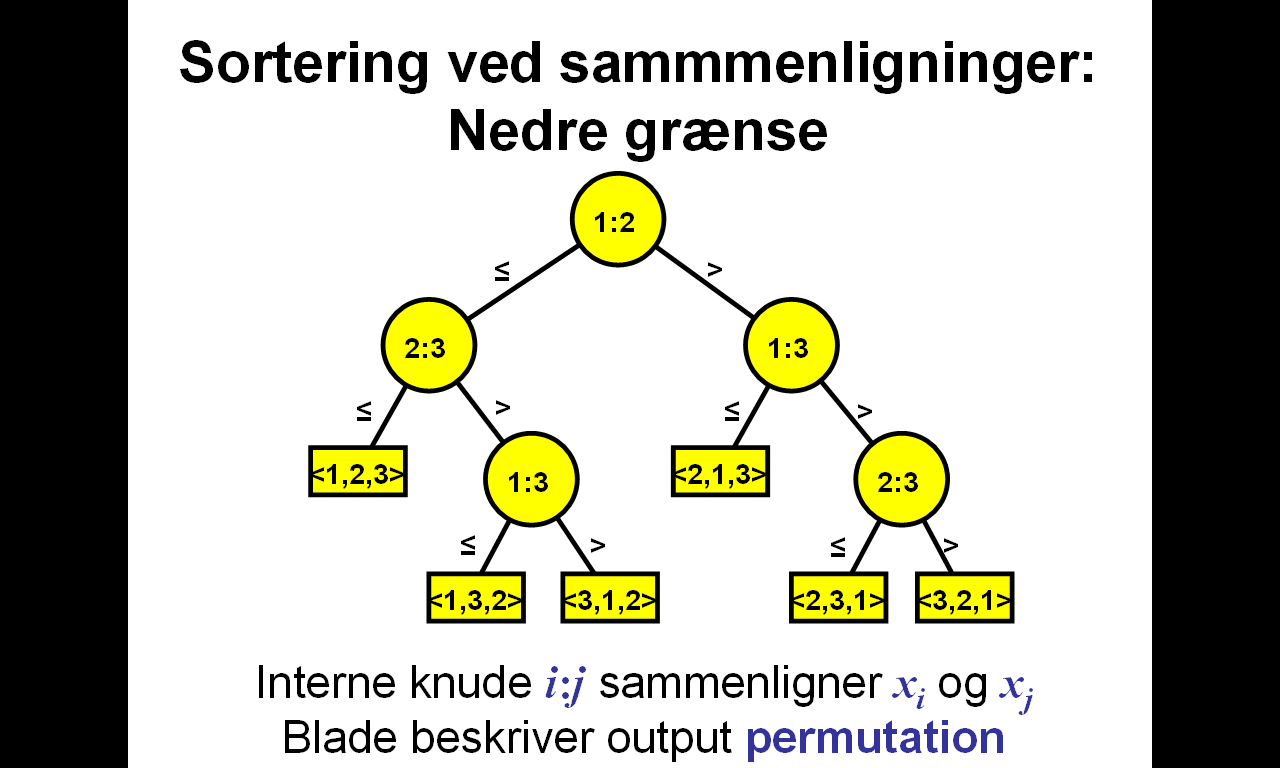 Sortering ved sammmenligninger:
Nedre grænse
1:2
≤ >
2:3 1:3
≤ > ≤ >
<1,2,3> 1:3 <2,1,3> 2:3
≤ > ≤ >
<1,3,2> <3,1,2> <2,3,1> <3,2,1>
Interne knude i:j sammenligner xi og xj
Blade beskriver output permutation